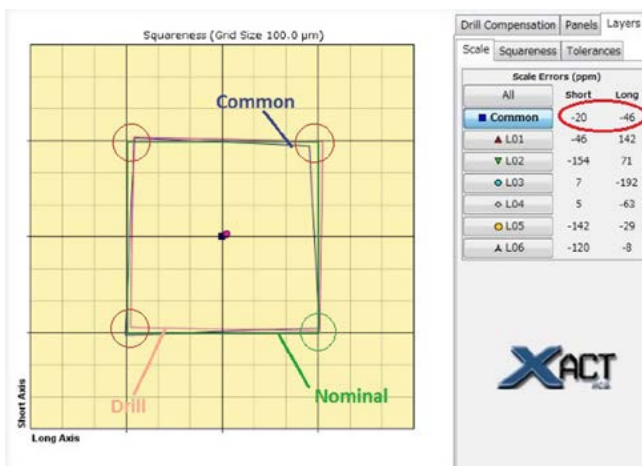 Squareness (Grid Size 100.0 µm)
Common
Drill
Nominal
Short Axis
Long Axis
Drill Compensation Panels Layers
Scale Squareness Tolerances
Scale Errors (ppm)
All Short Long
Common -20 -46
L01 -46 142
L02 -154 71
L03 7 -192
L04 5 -63
L05 -142 -29
L06 -120 -8
XACT